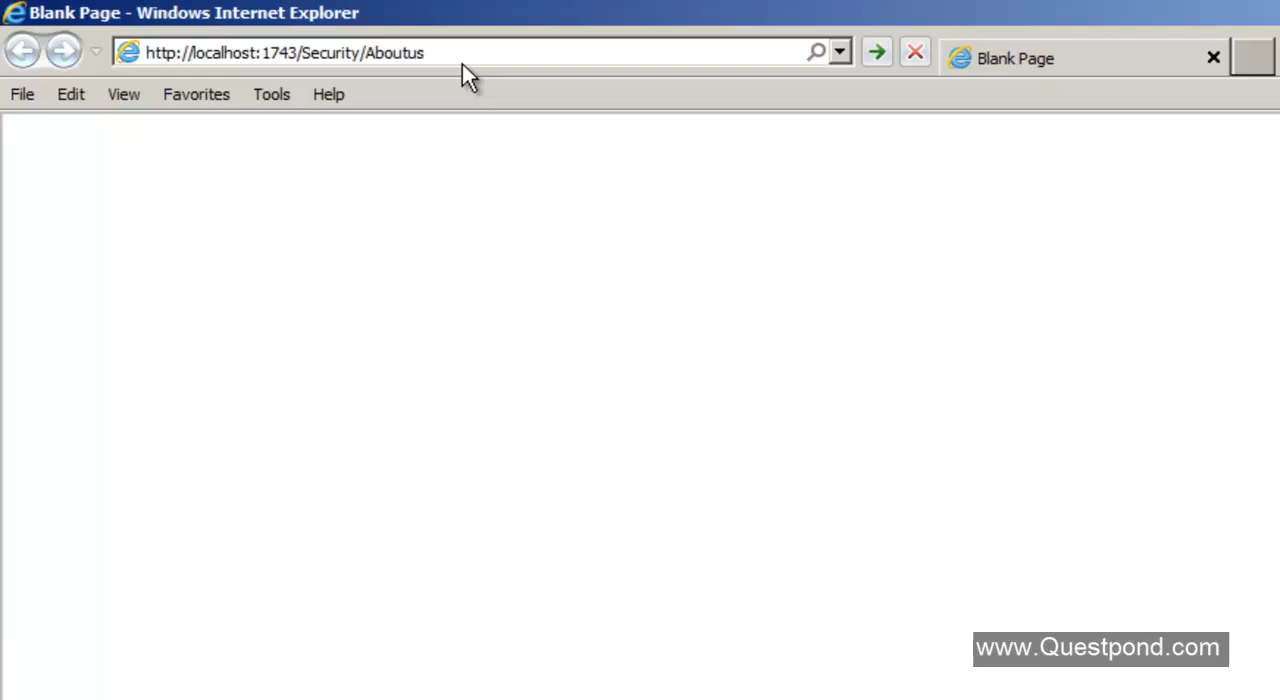 Blank Page - Windows Internet Explorer
http://localhost:1743/Security/Aboutus
Blank Page
File Edit View Favorites Tools Help
www.Questpond.com